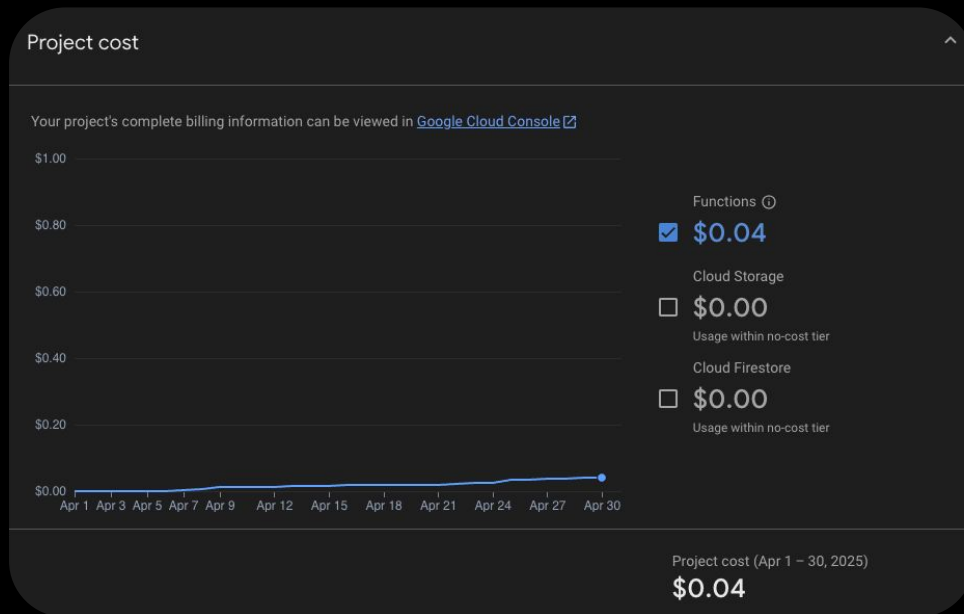 Project cost
Your project's complete billing information can be viewed in Google Cloud Console
$1.00
$0.80
$0.60
$0.40
$0.20
$0.00
Apr 1 Apr 3 Apr 5 Apr 7 Apr 9 Apr 12 Apr 15 Apr 18 Apr 21 Apr 24 Apr 27 Apr 30
Functions
$0.04
Cloud Storage
$0.00
Usage within no-cost tier
Cloud Firestore
$0.00
Usage within no-cost tier
Project cost (Apr 1 – 30, 2025)
$0.04